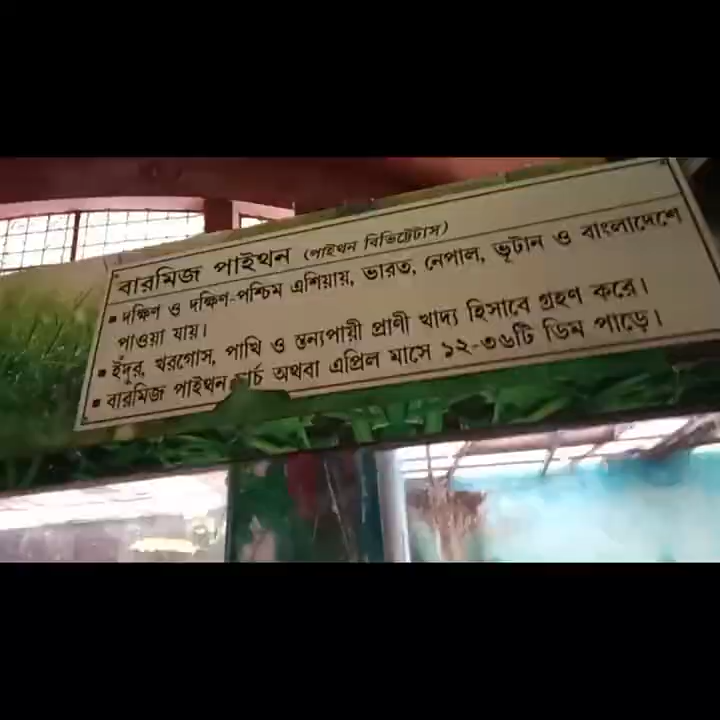 বারমিজ পাইথন (পাইথন বিভিট্টেটাস)
▪ দক্ষিণ ও দক্ষিণ-পশ্চিম এশিয়ায়, ভারত, নেপাল, ভূটান ও বাংলাদেশে
পাওয়া যায়।
▪ ইঁদুর, খরগোস, পাখি ও স্তন্যপায়ী প্রাণী খাদ্য হিসাবে গ্রহণ করে।
▪ বারমিজ পাইথন মার্চ অথবা এপ্রিল মাসে ১২-৩৬টি ডিম পাড়ে।